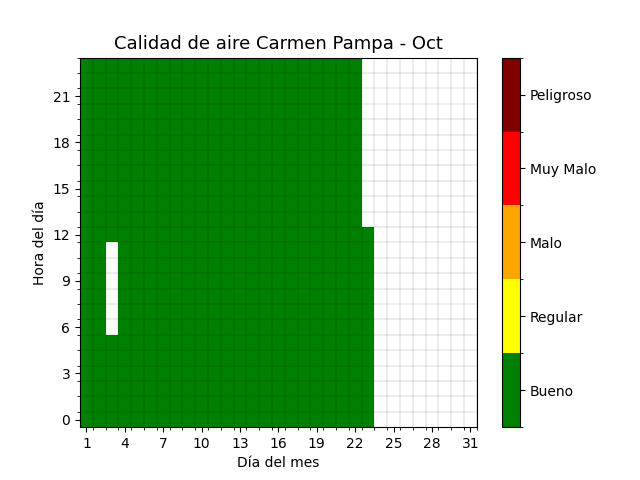 Calidad de aire Carmen Pampa - Oct
Hora del día
21
18
15
12
9
6
3
0
1 4 7 10 13 16 19 22 25 28 31
Día del mes
Peligroso
Muy Malo
Malo
Regular
Bueno